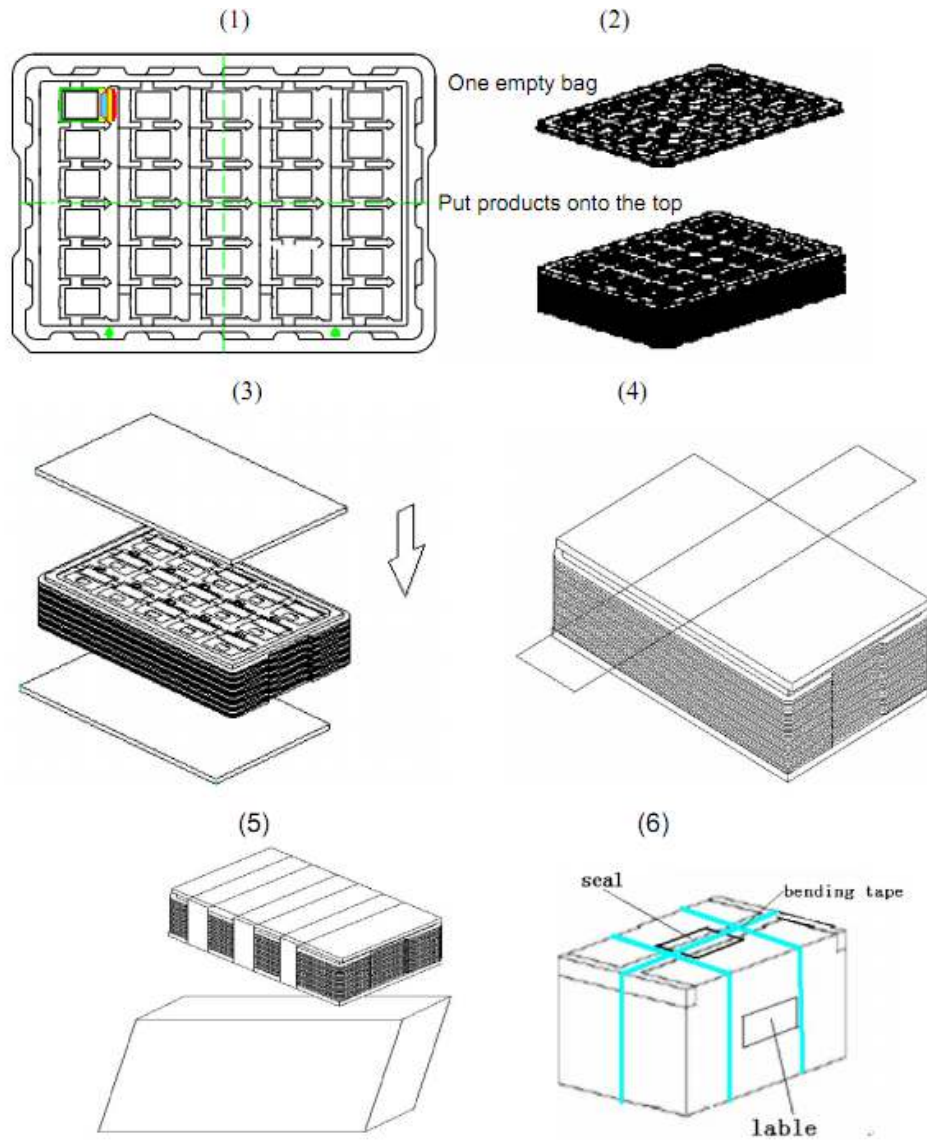 (1)
(2)
One empty bag
Put products onto the top
(3)
(4)
(5)
(6)
seal
bending tape
lable